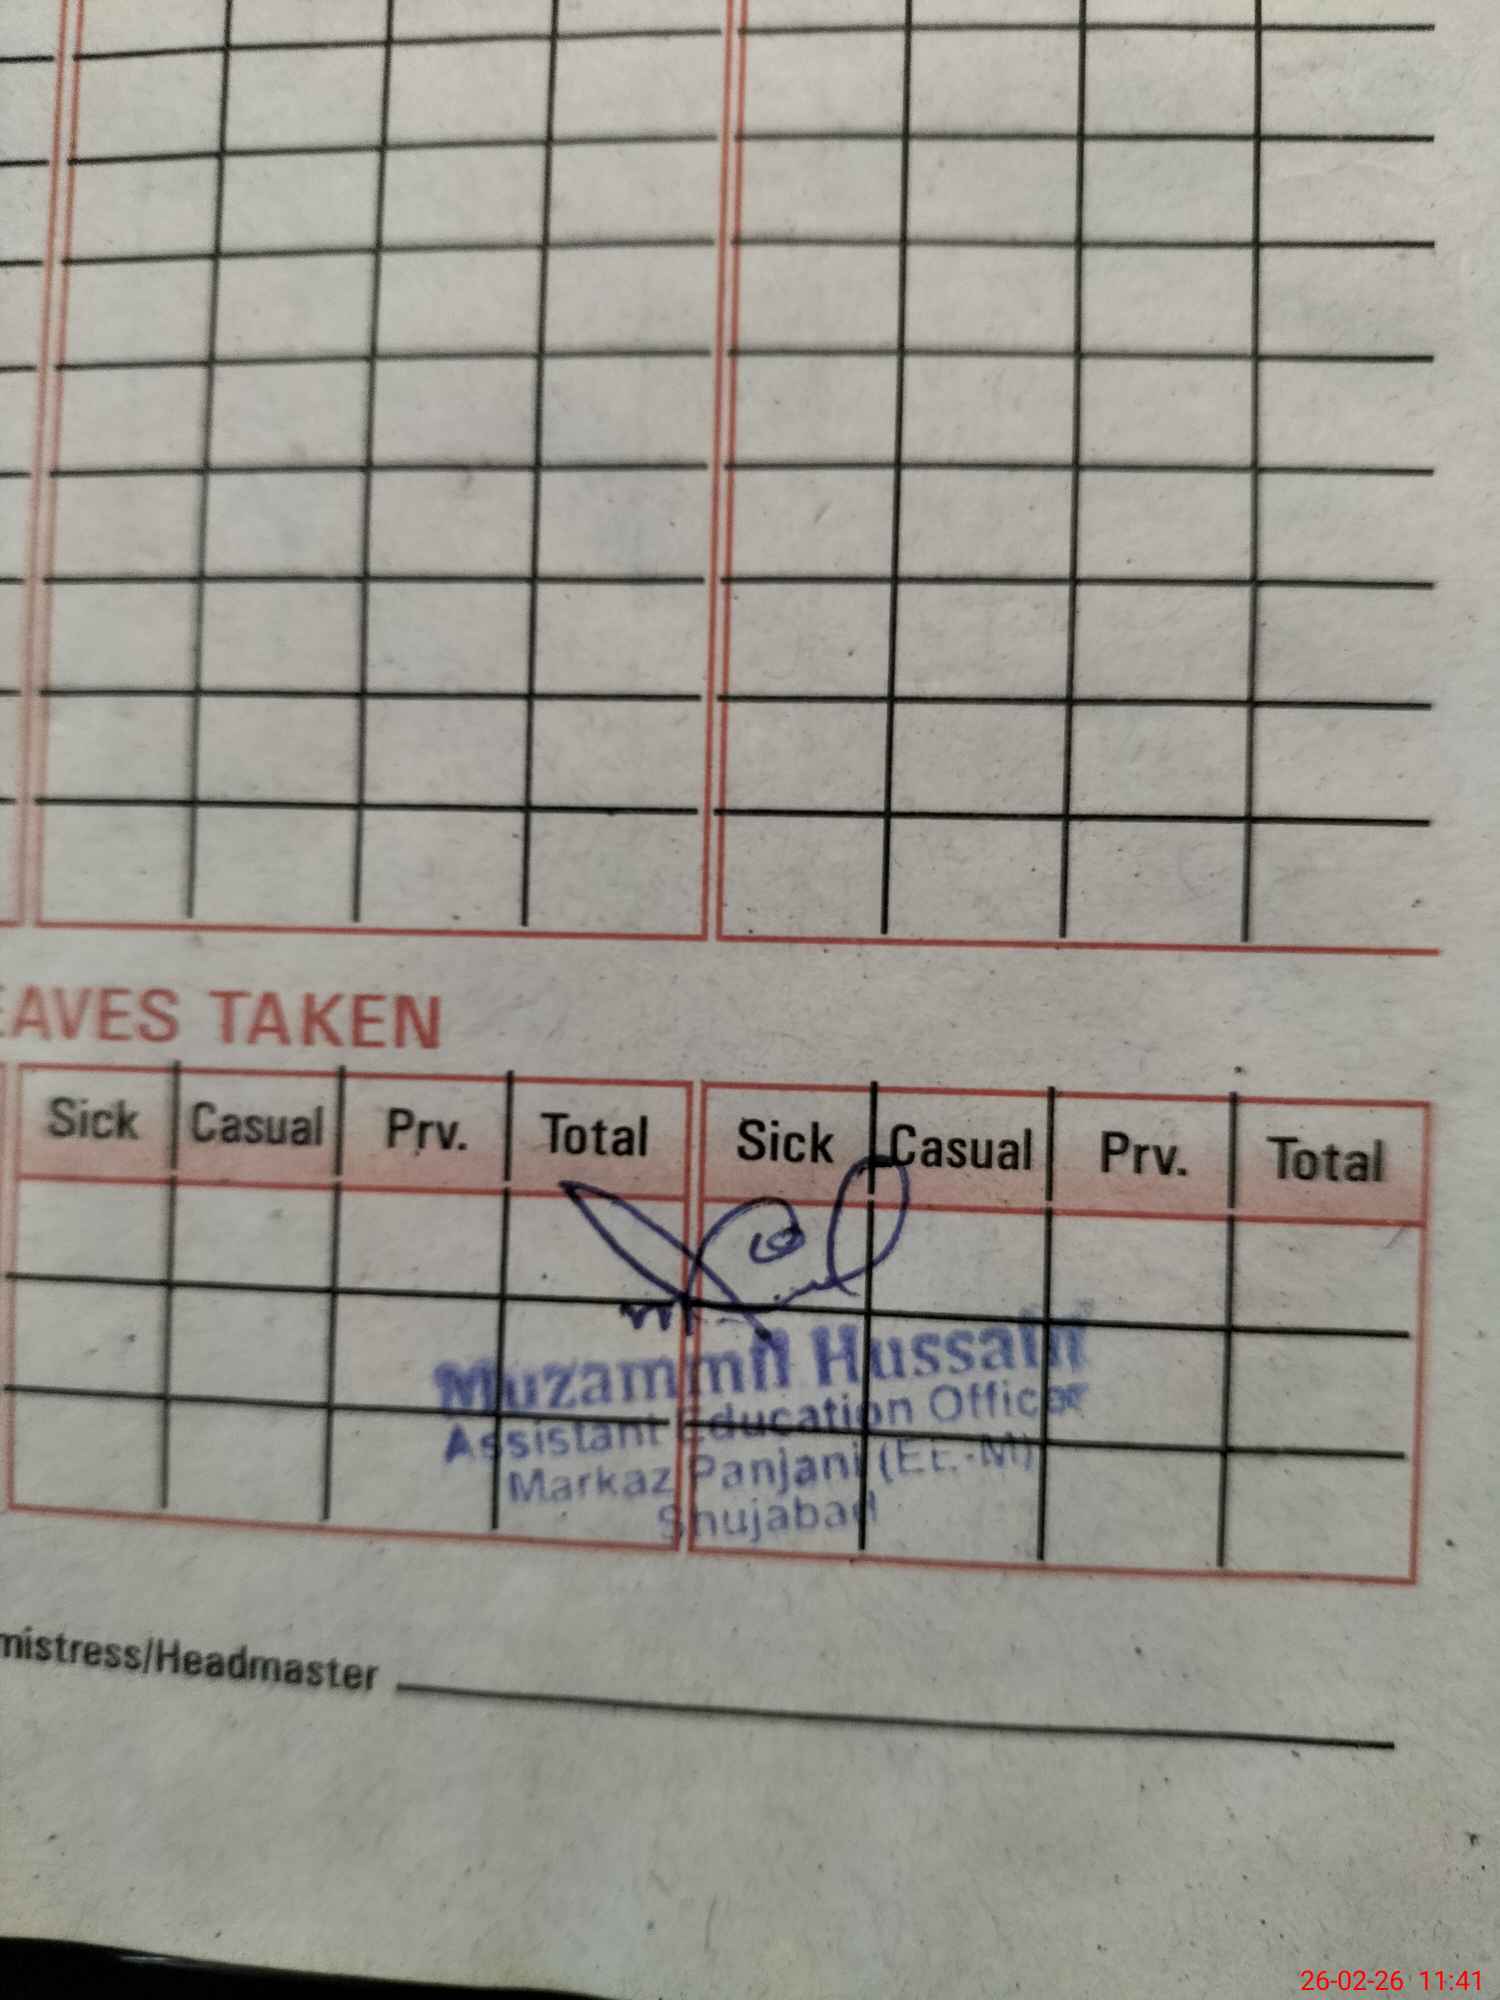 EAVES TAKEN
Sick Casual Prv. Total Sick Casual Prv. Total
Muzammil Hussain
Assistant Education Officer
Markaz Panjani (EE.-M)
Shujabad
mistress/Headmaster
26-02-26 11:41